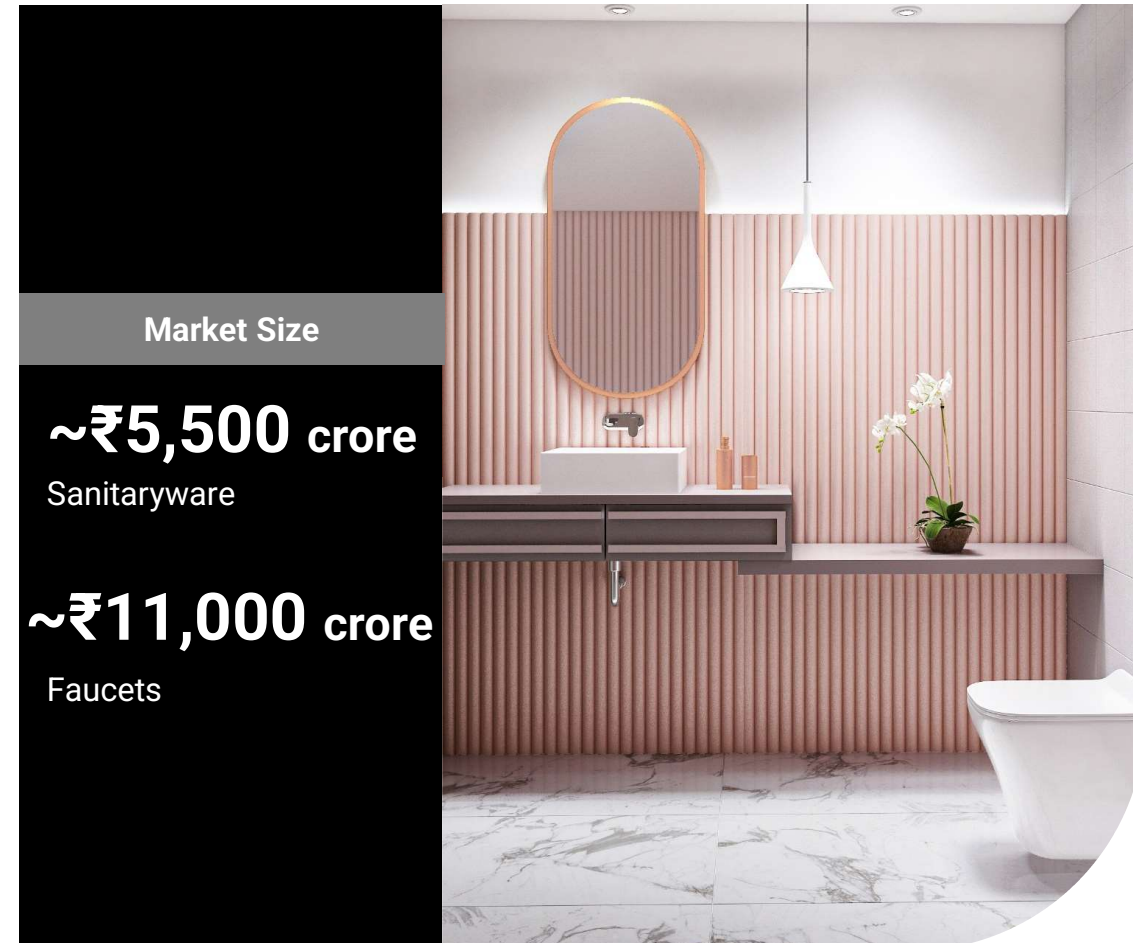 Market Size
~₹5,500 crore
Sanitaryware
~₹11,000 crore
Faucets